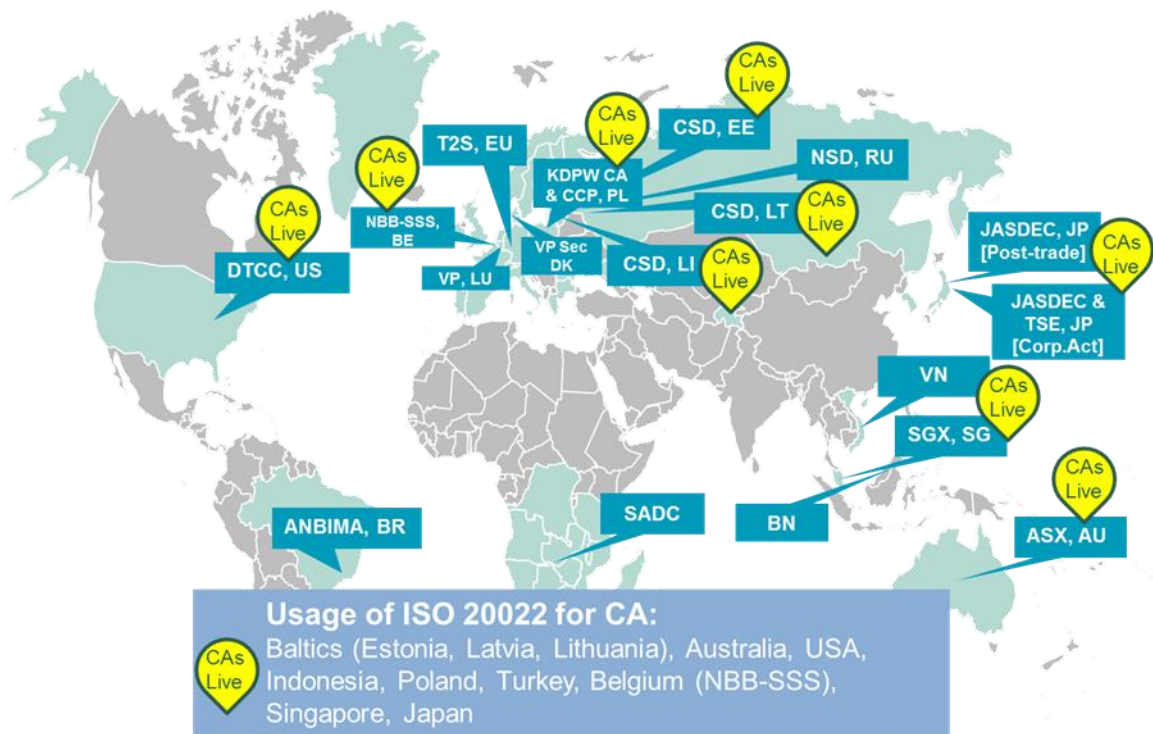 CAs
Live
CSD, EE
CAs
Live
T2S, EU
KDPW CA
& CCP, PL
NSD, RU
CAs
Live
NBB-SSS,
BE
CSD, LT
CAs
Live
CAs
Live
DTCC, US
VP, LU
VP Sec
DK
CSD, LI
CAs
Live
JASDEC, JP
[Post-trade]
CAs
Live
JASDEC &
TSE, JP
[Corp.Act]
VN
CAs
Live
SGX, SG
BN
SADC
ANBIMA, BR
CAs
Live
ASX, AU
Usage of ISO 20022 for CA:
CAs
Live
Baltics (Estonia, Latvia, Lithuania), Australia, USA,
Indonesia, Poland, Turkey, Belgium (NBB-SSS),
Singapore, Japan